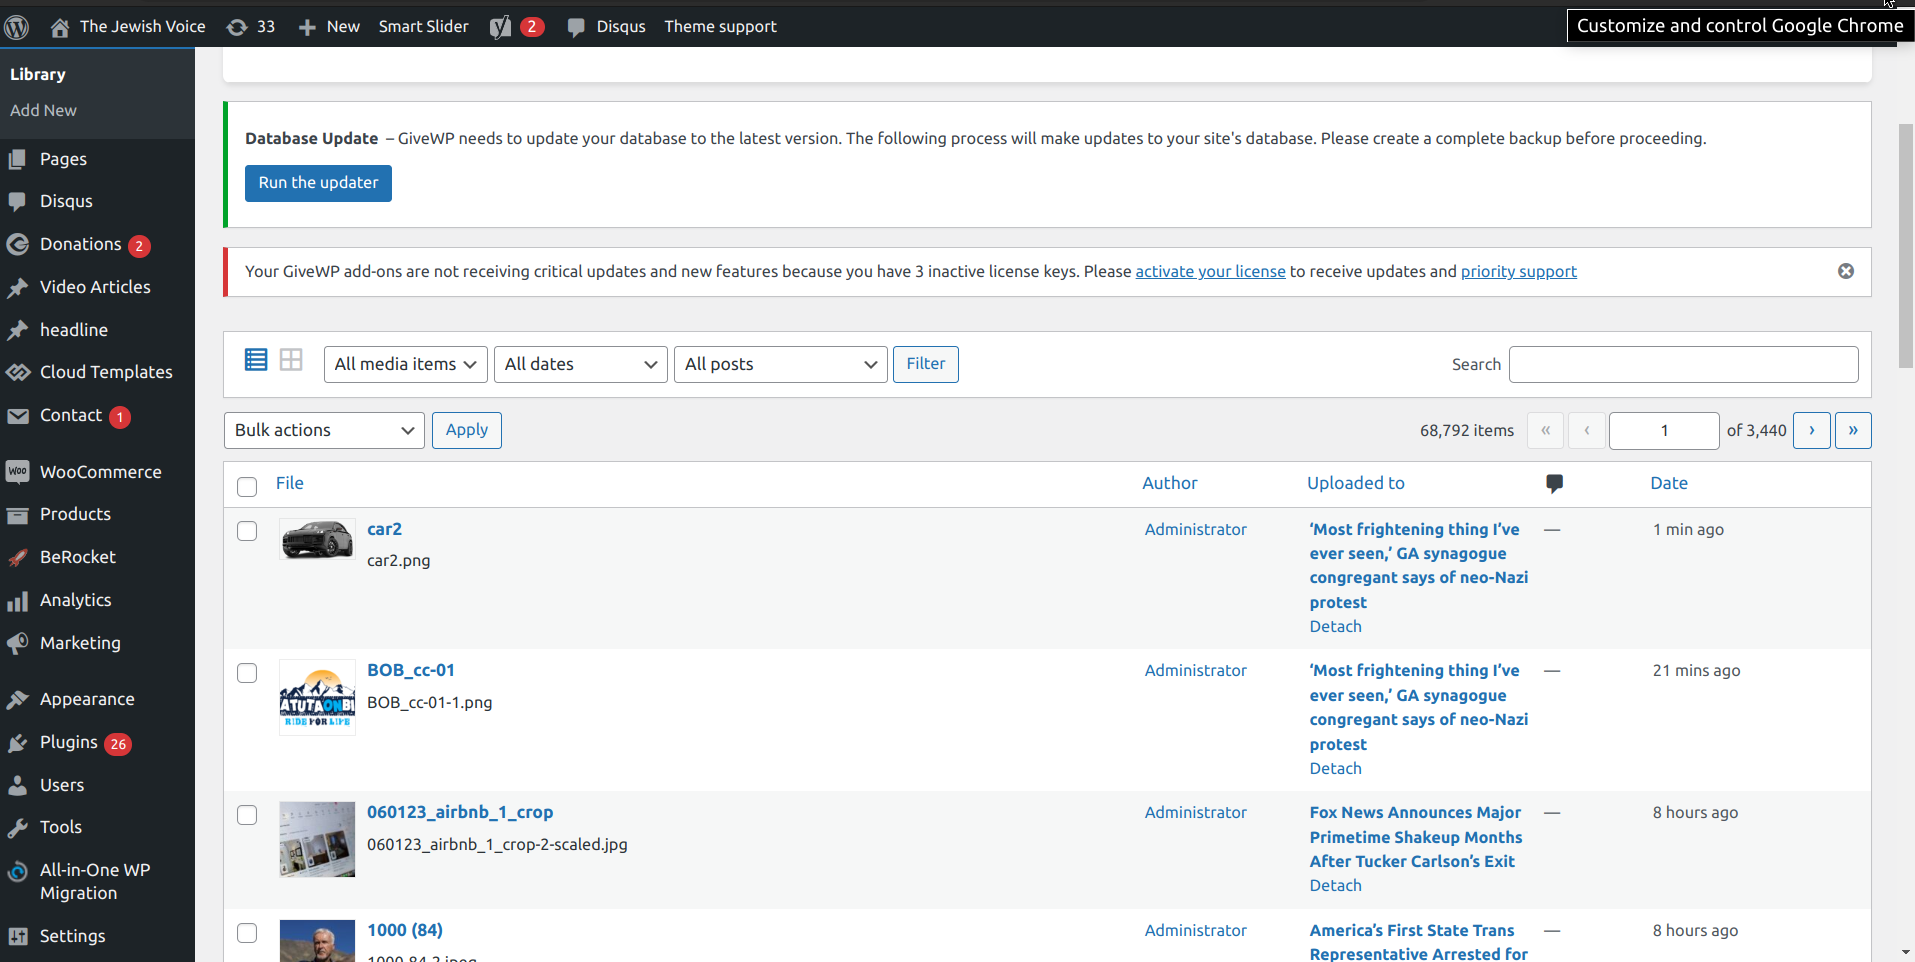 The Jewish Voice 33 New Smart Slider 2 Disqus Theme support
Customize and control Google Chrome
Library
Add New
Pages
Disqus
Donations 2
Video Articles
headline
Cloud Templates
Contact 1
WOO WooCommerce
Products
BeRocket
Analytics
Marketing
Appearance
Plugins 26
Users
Tools
All-in-One WP
Migration
Settings
Database Update – GiveWP needs to update your database to the latest version. The following process will make updates to your site's database. Please create a complete backup before proceeding.
Run the updater
Your GiveWP add-ons are not receiving critical updates and new features because you have 3 inactive license keys. Please activate your license to receive updates and priority support
All media items All dates All posts Filter Search
Bulk actions Apply 68,792 items « ‹ 1 of 3,440 › »
File Author Uploaded to Date
car2
car2.png
Administrator
‘Most frightening thing I’ve
ever seen,’ GA synagogue
congregant says of neo-Nazi
protest
Detach
—
1 min ago
ATUTAONBI
RIDE FOR LIFE
BOB_cc-01
BOB_cc-01-1.png
Administrator
‘Most frightening thing I’ve
ever seen,’ GA synagogue
congregant says of neo-Nazi
protest
Detach
—
21 mins ago
060123_airbnb_1_crop
060123_airbnb_1_crop-2-scaled.jpg
Administrator
Fox News Announces Major
Primetime Shakeup Months
After Tucker Carlson’s Exit
Detach
—
8 hours ago
1000 (84)
1000-84-2.jpeg
Administrator
America’s First State Trans
Representative Arrested for
—
8 hours ago